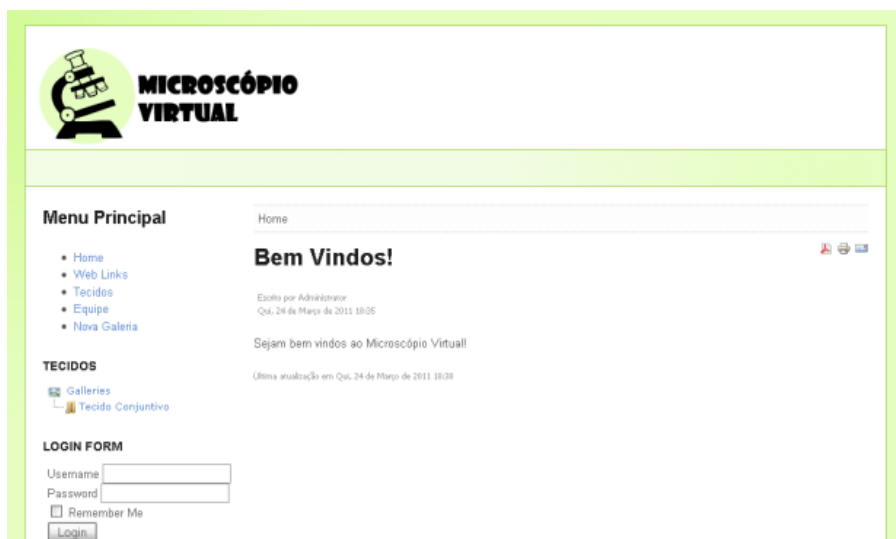 MICROSCÓPIO
VIRTUAL
Menu Principal
Home
Web Links
Tecidos
Equipe
Nova Galeria
TECIDOS
Galleries
Tecido Conjuntivo
LOGIN FORM
Username
Password
Remember Me
Login
Home
Bem Vindos!
Escrito por Administrator
Qui, 24 de Março de 2011 18:35
Sejam bem vindos ao Microscópio Virtual!
Última atualização em Qui, 24 de Março de 2011 18:38